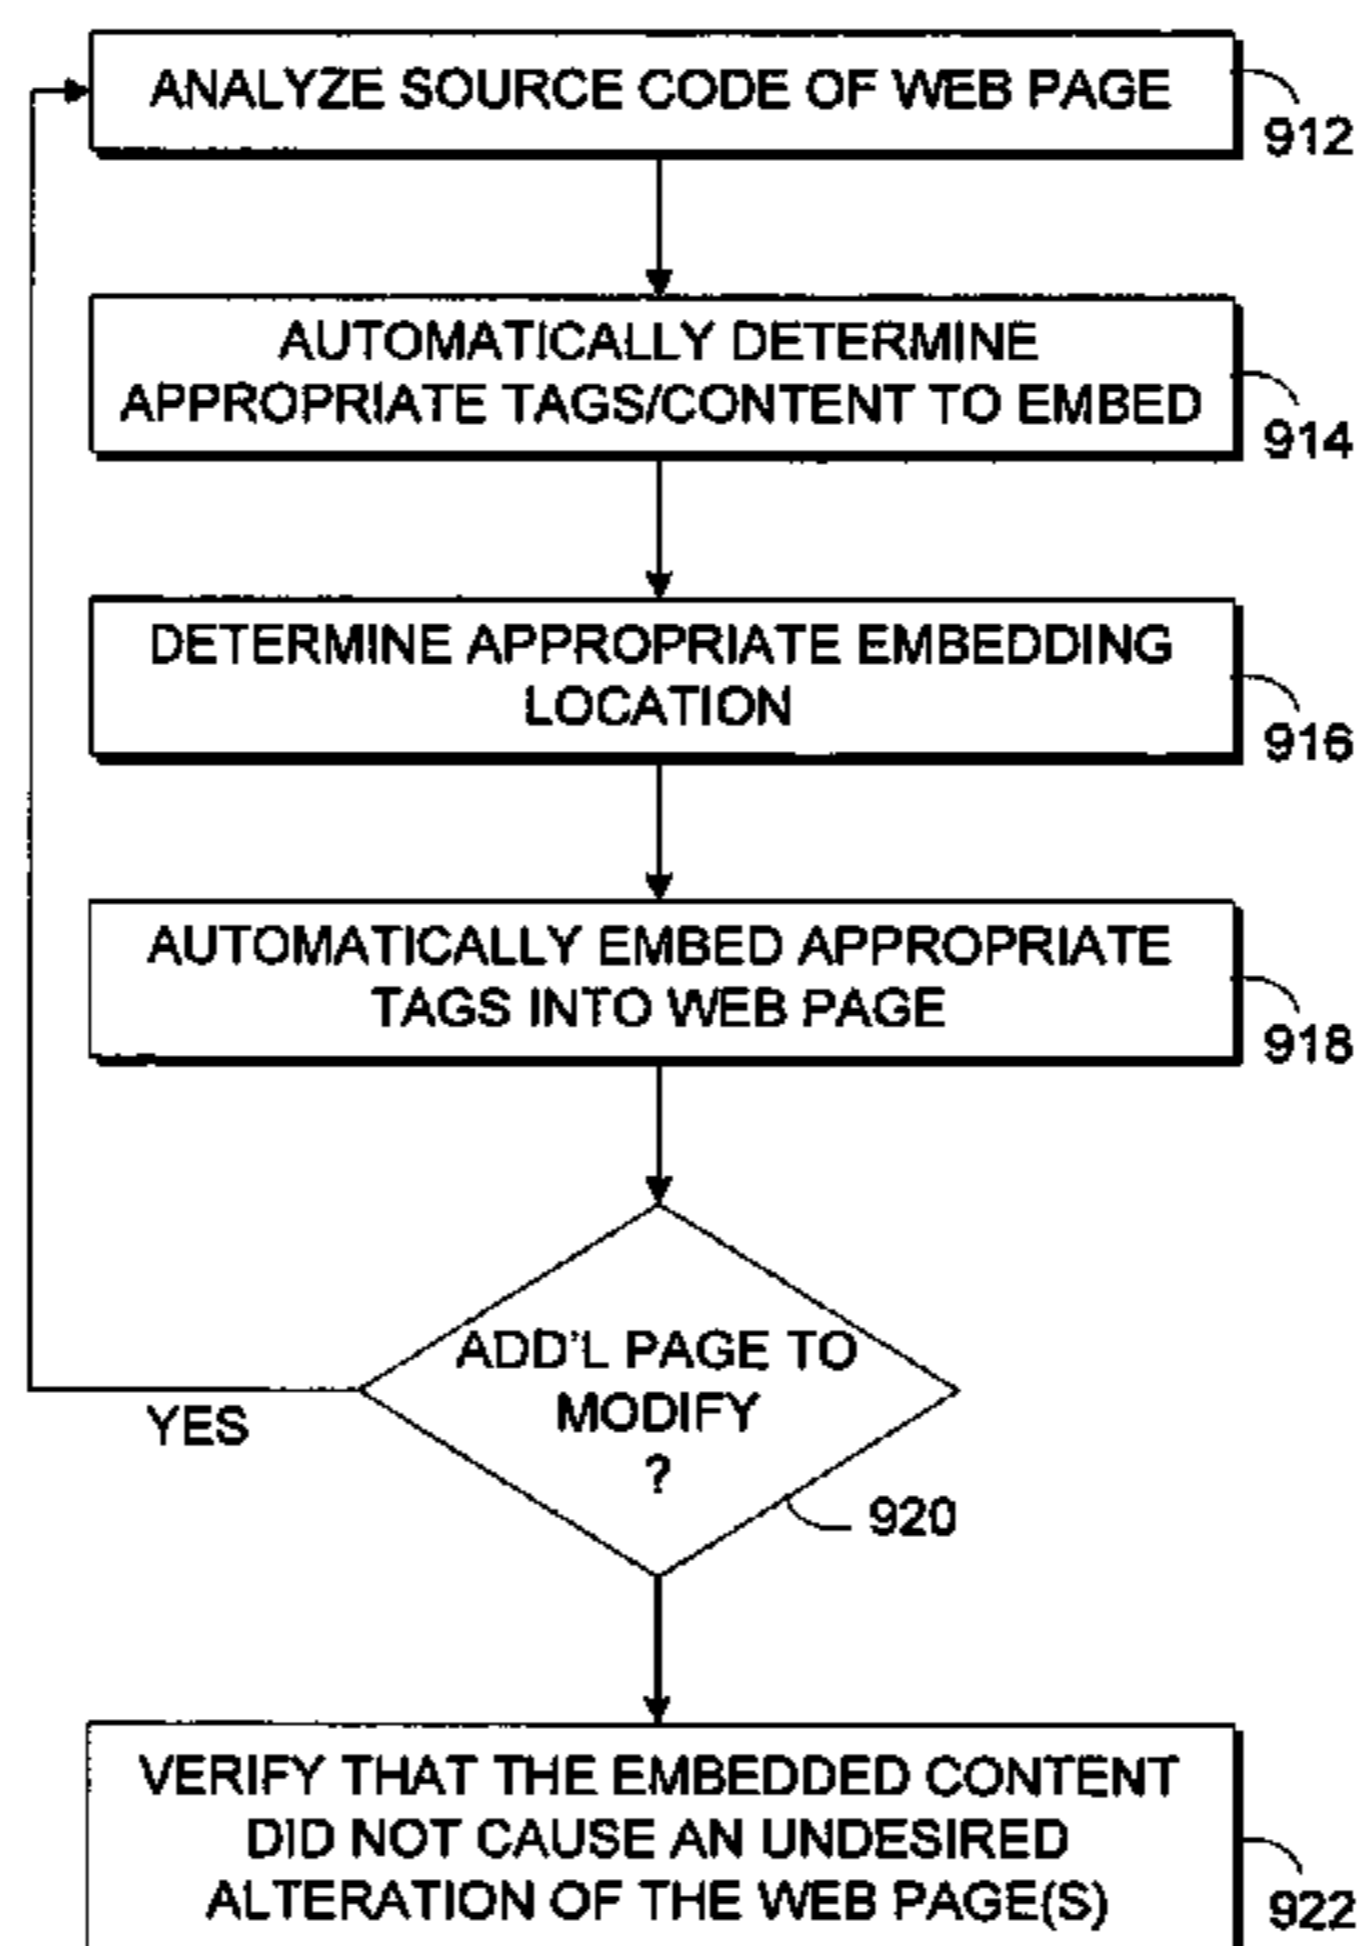 ANALYZE SOURCE CODE OF WEB PAGE
912
AUTOMATICALLY DETERMINE
APPROPRIATE TAGS/CONTENT TO EMBED
914
DETERMINE APPROPRIATE EMBEDDING
LOCATION
916
AUTOMATICALLY EMBED APPROPRIATE
TAGS INTO WEB PAGE
918
ADD'L PAGE TO
MODIFY
?
YES
920
VERIFY THAT THE EMBEDDED CONTENT
DID NOT CAUSE AN UNDESIRED
ALTERATION OF THE WEB PAGE(S)
922